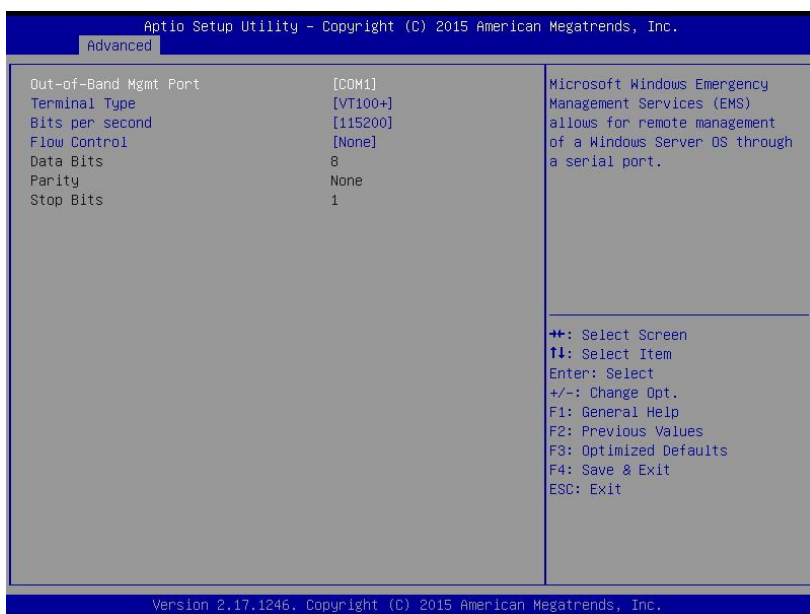 Aptio Setup Utility – Copyright (C) 2015 American Megatrends, Inc.
Advanced
Out-of-Band Mgmt Port [COM1]
Terminal Type [VT100+]
Bits per second [115200]
Flow Control [None]
Data Bits 8
Parity None
Stop Bits 1
Microsoft Windows Emergency
Management Services (EMS)
allows for remote management
of a Windows Server OS through
a serial port.
→←: Select Screen
↑↓: Select Item
Enter: Select
+/-: Change Opt.
F1: General Help
F2: Previous Values
F3: Optimized Defaults
F4: Save & Exit
ESC: Exit
Version 2.17.1246. Copyright (C) 2015 American Megatrends, Inc.